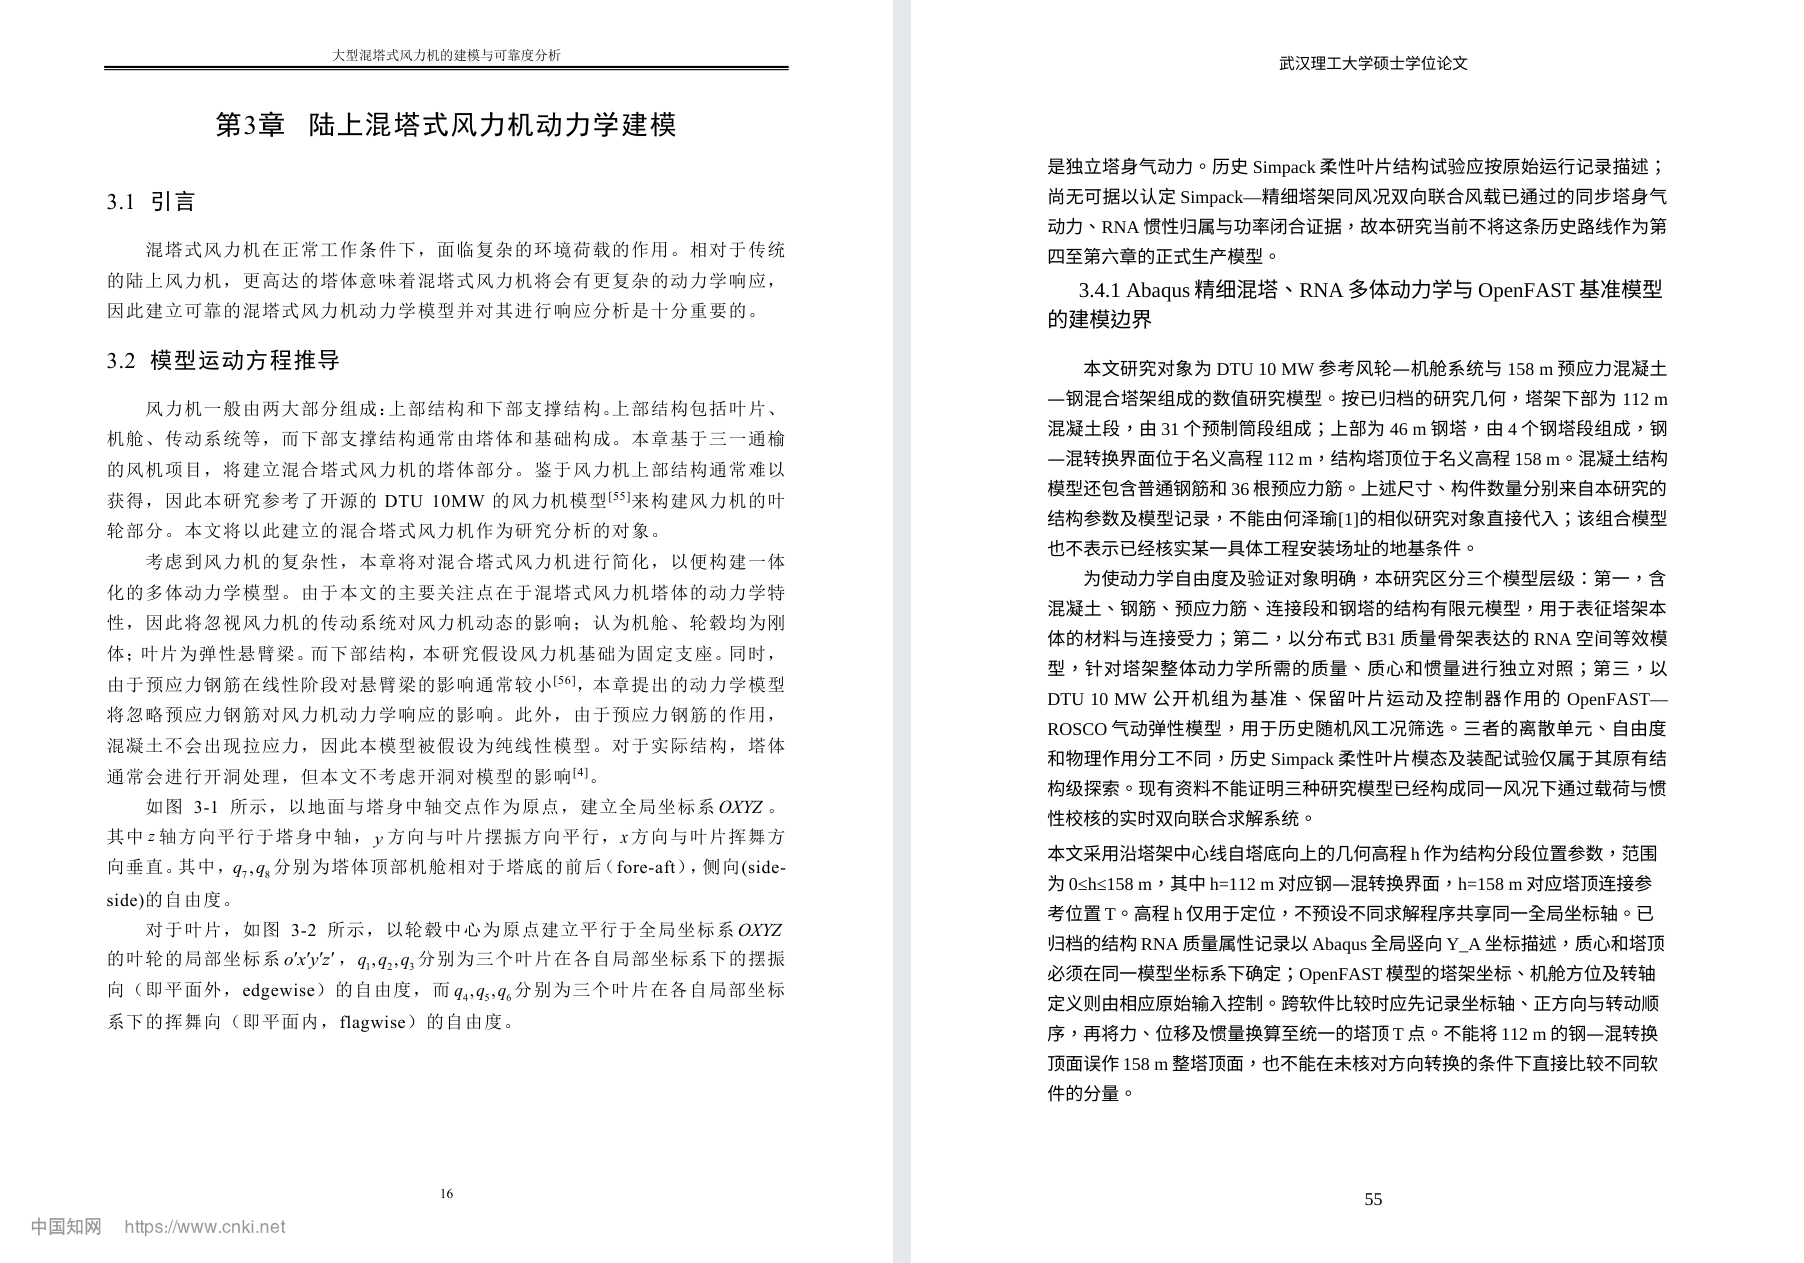 大型混塔式风力机的建模与可靠度分析
第3章 陆上混塔式风力机动力学建模
3.1 引言
混塔式风力机在正常工作条件下，面临复杂的环境荷载的作用。相对于传统
的陆上风力机，更高达的塔体意味着混塔式风力机将会有更复杂的动力学响应，
因此建立可靠的混塔式风力机动力学模型并对其进行响应分析是十分重要的。
3.2 模型运动方程推导
风力机一般由两大部分组成：上部结构和下部支撑结构。上部结构包括叶片、
机舱、传动系统等，而下部支撑结构通常由塔体和基础构成。本章基于三一通榆
的风机项目，将建立混合塔式风力机的塔体部分。鉴于风力机上部结构通常难以
获得，因此本研究参考了开源的 DTU 10MW 的风力机模型[55]来构建风力机的叶
轮部分。本文将以此建立的混合塔式风力机作为研究分析的对象。
考虑到风力机的复杂性，本章将对混合塔式风力机进行简化，以便构建一体
化的多体动力学模型。由于本文的主要关注点在于混塔式风力机塔体的动力学特
性，因此将忽视风力机的传动系统对风力机动态的影响；认为机舱、轮毂均为刚
体；叶片为弹性悬臂梁。而下部结构，本研究假设风力机基础为固定支座。同时，
由于预应力钢筋在线性阶段对悬臂梁的影响通常较小[56]，本章提出的动力学模型
将忽略预应力钢筋对风力机动力学响应的影响。此外，由于预应力钢筋的作用，
混凝土不会出现拉应力，因此本模型被假设为纯线性模型。对于实际结构，塔体
通常会进行开洞处理，但本文不考虑开洞对模型的影响[4]。
如图 3-1 所示，以地面与塔身中轴交点作为原点，建立全局坐标系OXYZ。
其中z轴方向平行于塔身中轴，y方向与叶片摆振方向平行，x方向与叶片挥舞方
向垂直。其中，q7,q8分别为塔体顶部机舱相对于塔底的前后（fore-aft），侧向(side-
side)的自由度。
对于叶片，如图 3-2 所示，以轮毂中心为原点建立平行于全局坐标系OXYZ
的叶轮的局部坐标系o′x′y′z′，q1,q2,q3分别为三个叶片在各自局部坐标系下的摆振
向（即平面外，edgewise）的自由度，而q4,q5,q6分别为三个叶片在各自局部坐标
系下的挥舞向（即平面内，flagwise）的自由度。
16
中国知网 https://www.cnki.net
武汉理工大学硕士学位论文
是独立塔身气动力。历史 Simpack 柔性叶片结构试验应按原始运行记录描述；
尚无可据以认定 Simpack—精细塔架同风况双向联合风载已通过的同步塔身气
动力、RNA 惯性归属与功率闭合证据，故本研究当前不将这条历史路线作为第
四至第六章的正式生产模型。
3.4.1 Abaqus 精细混塔、RNA 多体动力学与 OpenFAST 基准模型
的建模边界
本文研究对象为 DTU 10 MW 参考风轮—机舱系统与 158 m 预应力混凝土
—钢混合塔架组成的数值研究模型。按已归档的研究几何，塔架下部为 112 m
混凝土段，由 31 个预制筒段组成；上部为 46 m 钢塔，由 4 个钢塔段组成，钢
—混转换界面位于名义高程 112 m，结构塔顶位于名义高程 158 m。混凝土结构
模型还包含普通钢筋和 36 根预应力筋。上述尺寸、构件数量分别来自本研究的
结构参数及模型记录，不能由何泽瑜[1]的相似研究对象直接代入；该组合模型
也不表示已经核实某一具体工程安装场址的地基条件。
为使动力学自由度及验证对象明确，本研究区分三个模型层级：第一，含
混凝土、钢筋、预应力筋、连接段和钢塔的结构有限元模型，用于表征塔架本
体的材料与连接受力；第二，以分布式 B31 质量骨架表达的 RNA 空间等效模
型，针对塔架整体动力学所需的质量、质心和惯量进行独立对照；第三，以
DTU 10 MW 公开机组为基准、保留叶片运动及控制器作用的 OpenFAST—
ROSCO 气动弹性模型，用于历史随机风工况筛选。三者的离散单元、自由度
和物理作用分工不同，历史 Simpack 柔性叶片模态及装配试验仅属于其原有结
构级探索。现有资料不能证明三种研究模型已经构成同一风况下通过载荷与惯
性校核的实时双向联合求解系统。
本文采用沿塔架中心线自塔底向上的几何高程 h 作为结构分段位置参数，范围
为 0≤h≤158 m，其中 h=112 m 对应钢—混转换界面，h=158 m 对应塔顶连接参
考位置 T。高程 h 仅用于定位，不预设不同求解程序共享同一全局坐标轴。已
归档的结构 RNA 质量属性记录以 Abaqus 全局竖向 Y_A 坐标描述，质心和塔顶
必须在同一模型坐标系下确定；OpenFAST 模型的塔架坐标、机舱方位及转轴
定义则由相应原始输入控制。跨软件比较时应先记录坐标轴、正方向与转动顺
序，再将力、位移及惯量换算至统一的塔顶 T 点。不能将 112 m 的钢—混转换
顶面误作 158 m 整塔顶面，也不能在未核对方向转换的条件下直接比较不同软
件的分量。
55